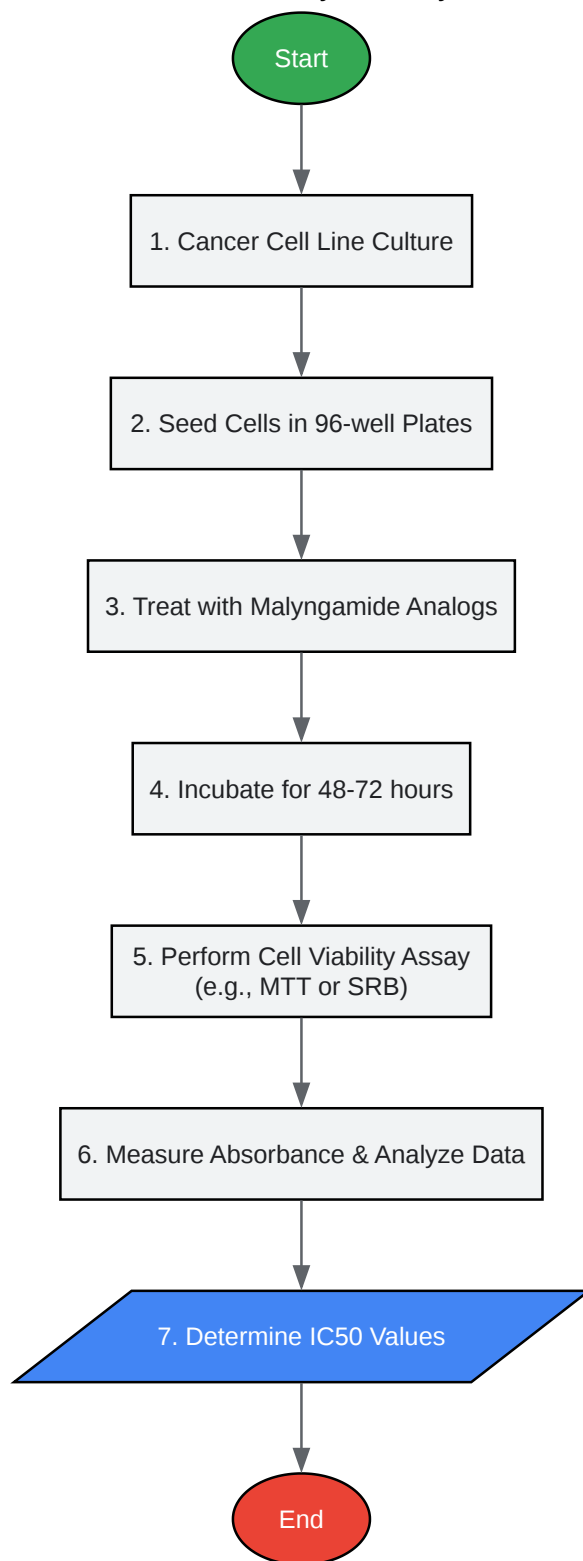 Start
1. Cancer Cell Line Culture
2. Seed Cells in 96-well Plates
3. Treat with Malyngamide Analogs
4. Incubate for 48-72 hours
5. Perform Cell Viability Assay
(e.g., MTT or SRB)
6. Measure Absorbance & Analyze Data
7. Determine IC50 Values
End